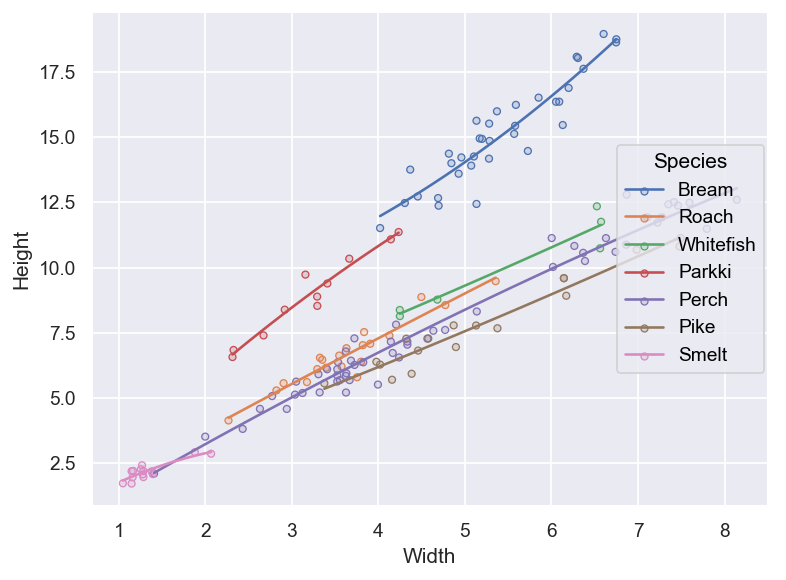 Height
17.5
15.0
12.5
10.0
7.5
5.0
2.5
Species
Bream
Roach
Whitefish
Parkki
Perch
Pike
Smelt
1 2 3 4 5 6 7 8
Width